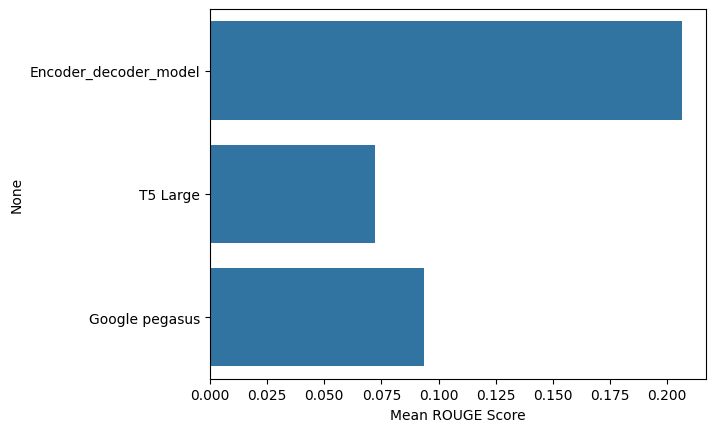 Encoder_decoder_model
T5 Large
Google pegasus
None
0.000 0.025 0.050 0.075 0.100 0.125 0.150 0.175 0.200
Mean ROUGE Score